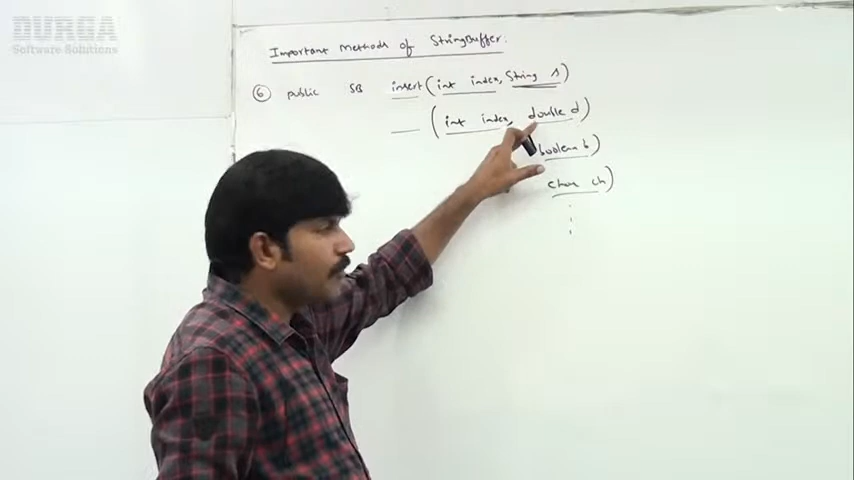 DURGA
Software Solutions
Important Methods of StringBuffer:
⑥ public SB insert(int index, String s)
(int index, double d)
boolean b)
char ch)